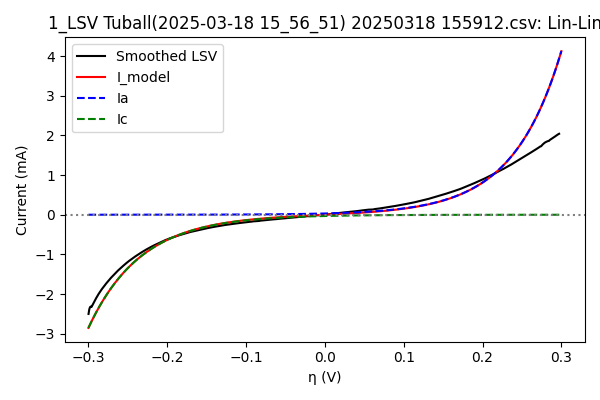 1_LSV Tuball(2025-03-18 15_56_51) 20250318 155912.csv: Lin-Lin
Smoothed LSV
I_model
Ia
Ic
Current (mA)
4
3
2
1
0
−1
−2
−3
−0.3 −0.2 −0.1 0.0 0.1 0.2 0.3
η (V)